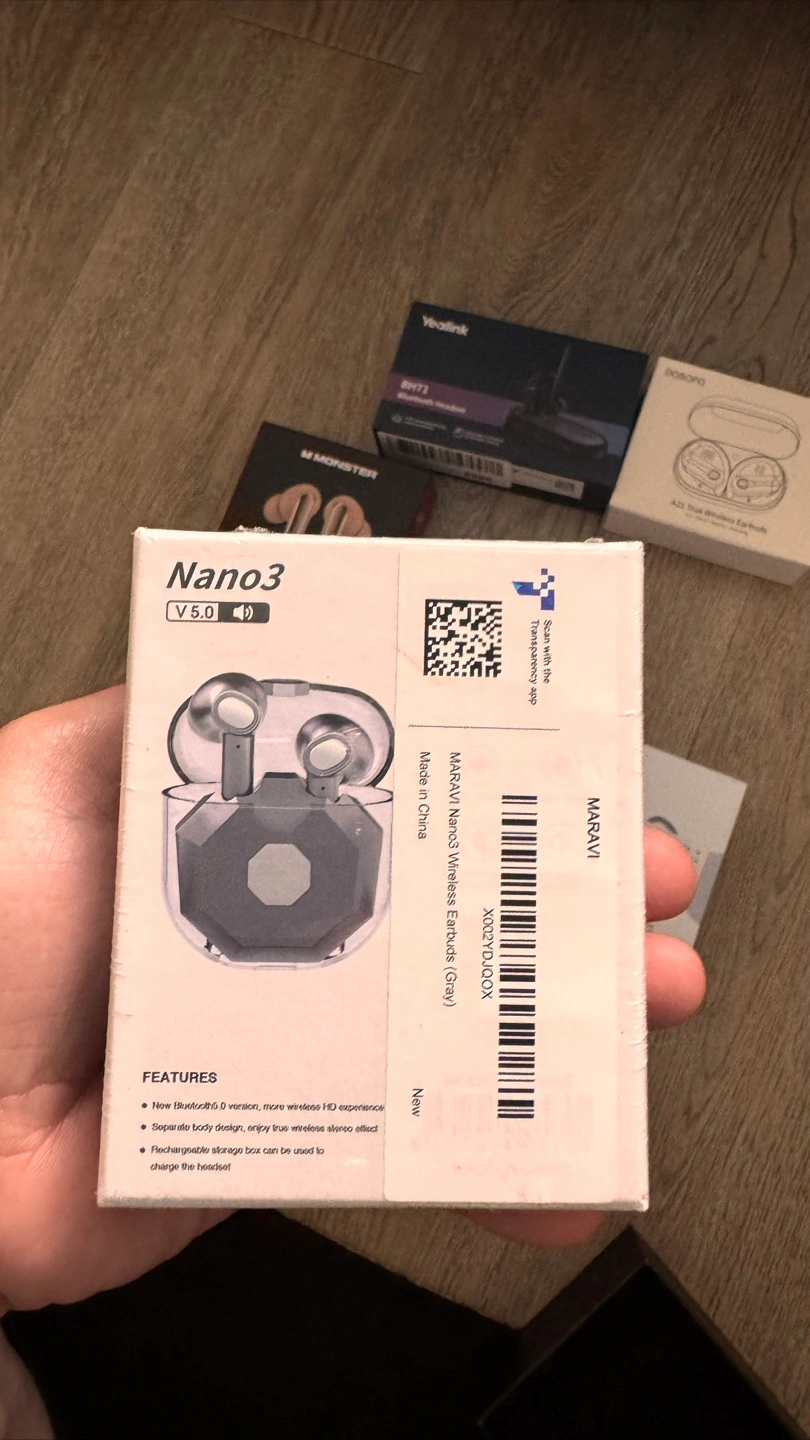 Yealink
BH71
Bluetooth Headset
MONSTER
Nano3
V 5.0
Scan with the
Transparency app
MARAVI
X002YDJQOX
MARAVI Nano3 Wireless Earbuds (Gray)
Made in China
New
FEATURES
• New Bluetooth5.0 version, more wireless HD experience
• Separate body design, enjoy true wireless stereo effect
• Rechargeable storage box can be used to
charge the headset